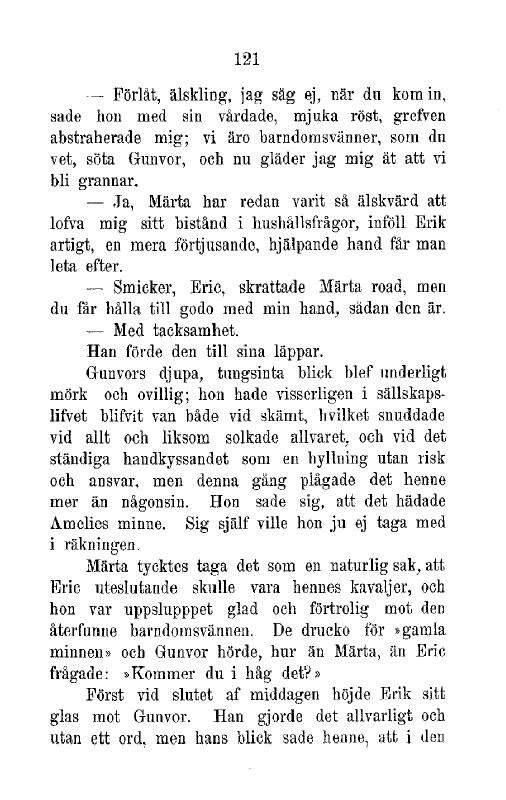 121
— Förlåt, älskling, jag såg ej, när du kom in,
sade hon med sin vårdade, mjuka röst, grefven
abstraherade mig; vi äro barndomsvänner, som du
vet, söta Gunvor, och nu gläder jag mig åt att vi
bli grannar.
— Ja, Märta har redan varit så älskvärd att
lofva mig sitt bistånd i hushållsfrågor, inföll Erik
artigt, en mera förtjusande, hjälpande hand får man
leta efter.
— Smicker, Eric, skrattade Märta road, men
du får hålla till godo med min hand, sådan den är.
— Med tacksamhet.
Han förde den till sina läppar.
Gunvors djupa, tungsinta blick blef underligt
mörk och ovillig; hon hade visserligen i sällskaps-
lifvet blifvit van både vid skämt, hvilket snuddade
vid allt och liksom solkade allvaret, och vid det
ständiga handkyssandet som en hyllning utan risk
och ansvar, men denna gång plågade det henne
mer än någonsin. Hon sade sig, att det hädade
Amelies minne. Sig själf ville hon ju ej taga med
i räkningen.
Märta tycktes taga det som en naturlig sak, att
Eric uteslutande skulle vara hennes kavaljer, och
hon var uppslupppet glad och förtrolig mot den
återfunne barndomsvännen. De drucko för »gamla
minnen» och Gunvor hörde, hur än Märta, än Eric
frågade: »Kommer du i håg det?»
Först vid slutet af middagen höjde Erik sitt
glas mot Gunvor. Han gjorde det allvarligt och
utan ett ord, men hans blick sade henne, att i den